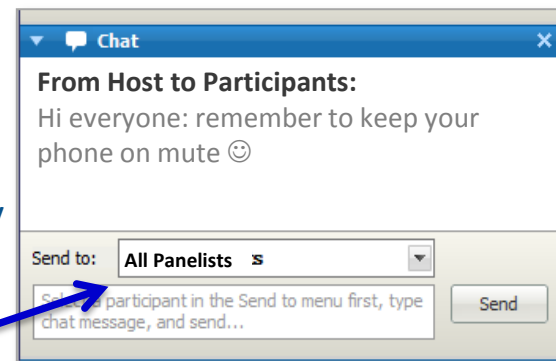 Chat
From Host to Participants:
Hi everyone: remember to keep your
phone on mute ☺
Send to: All Panelists s
Select a participant in the Send to menu first, type
chat message, and send...
Send